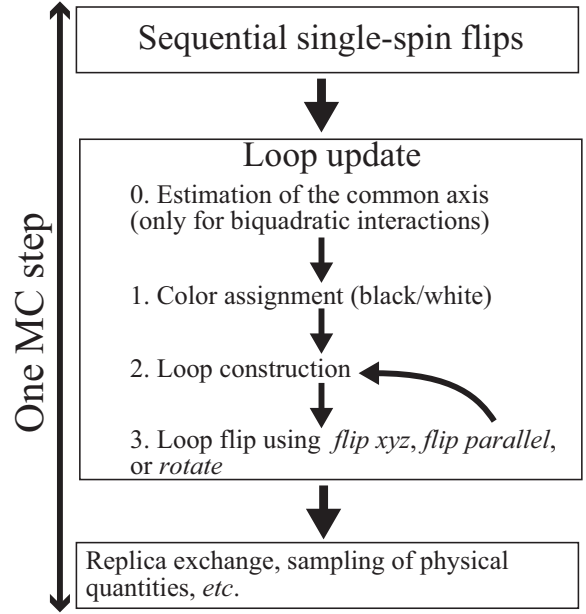 One MC step
Sequential single-spin flips
Loop update
0. Estimation of the common axis
(only for biquadratic interactions)
1. Color assignment (black/white)
2. Loop construction
3. Loop flip using flip xyz, flip parallel,
or rotate
Replica exchange, sampling of physical
quantities, etc.